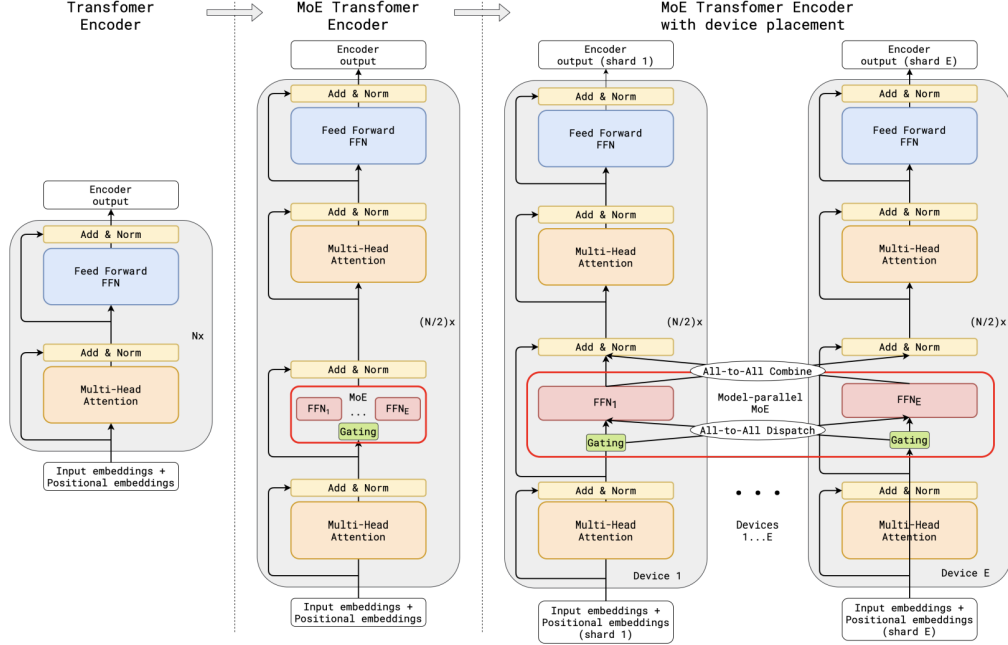 Transfomer
Encoder
Encoder
output
Add & Norm
Feed Forward
FFN
Add & Norm
Multi-Head
Attention
Nx
Input embeddings +
Positional embeddings
MoE Transfomer
Encoder
Encoder
output
Add & Norm
Feed Forward
FFN
Add & Norm
Multi-Head
Attention
(N/2)x
Add & Norm
MoE
FFN₁ ... FFN_E
Gating
Add & Norm
Multi-Head
Attention
Input embeddings +
Positional embeddings
MoE Transfomer Encoder
with device placement
Encoder
output (shard 1)
Add & Norm
Feed Forward
FFN
Add & Norm
Multi-Head
Attention
(N/2)x
Add & Norm
FFN₁
Gating
Add & Norm
Multi-Head
Attention
Device 1
Input embeddings +
Positional embeddings
(shard 1)
All-to-All Combine
Model-parallel
MoE
All-to-All Dispatch
Devices
1...E
Encoder
output (shard E)
Add & Norm
Feed Forward
FFN
Add & Norm
Multi-Head
Attention
(N/2)x
Add & Norm
FFN_E
Gating
Add & Norm
Multi-Head
Attention
Device E
Input embeddings +
Positional embeddings
(shard E)